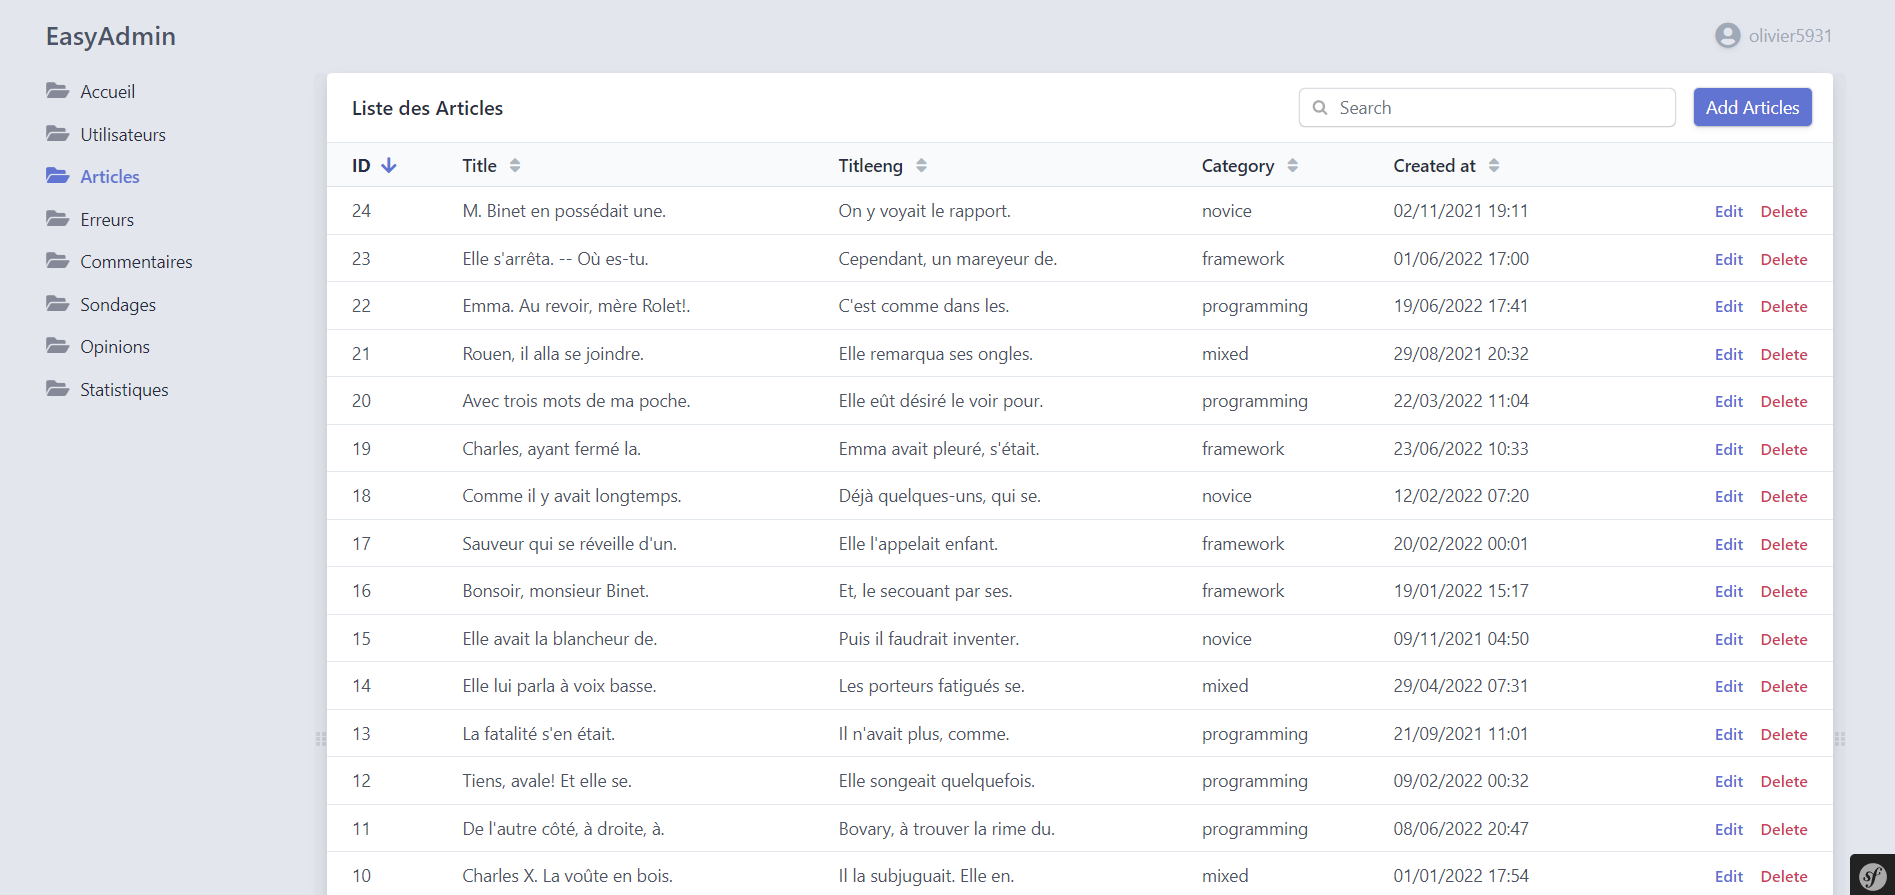 EasyAdmin
olivier5931
Accueil
Utilisateurs
Articles
Erreurs
Commentaires
Sondages
Opinions
Statistiques
Liste des Articles
Search
Add Articles
ID Title Titleeng Category Created at
24 M. Binet en possédait une. On y voyait le rapport. novice 02/11/2021 19:11 Edit Delete
23 Elle s'arrêta. -- Où es-tu. Cependant, un mareyeur de. framework 01/06/2022 17:00 Edit Delete
22 Emma. Au revoir, mère Rolet!. C'est comme dans les. programming 19/06/2022 17:41 Edit Delete
21 Rouen, il alla se joindre. Elle remarqua ses ongles. mixed 29/08/2021 20:32 Edit Delete
20 Avec trois mots de ma poche. Elle eût désiré le voir pour. programming 22/03/2022 11:04 Edit Delete
19 Charles, ayant fermé la. Emma avait pleuré, s'était. framework 23/06/2022 10:33 Edit Delete
18 Comme il y avait longtemps. Déjà quelques-uns, qui se. novice 12/02/2022 07:20 Edit Delete
17 Sauveur qui se réveille d'un. Elle l'appelait enfant. framework 20/02/2022 00:01 Edit Delete
16 Bonsoir, monsieur Binet. Et, le secouant par ses. framework 19/01/2022 15:17 Edit Delete
15 Elle avait la blancheur de. Puis il faudrait inventer. novice 09/11/2021 04:50 Edit Delete
14 Elle lui parla à voix basse. Les porteurs fatigués se. mixed 29/04/2022 07:31 Edit Delete
13 La fatalité s'en était. Il n'avait plus, comme. programming 21/09/2021 11:01 Edit Delete
12 Tiens, avale! Et elle se. Elle songeait quelquefois. programming 09/02/2022 00:32 Edit Delete
11 De l'autre côté, à droite, à. Bovary, à trouver la rime du. programming 08/06/2022 20:47 Edit Delete
10 Charles X. La voûte en bois. Il la subjuguait. Elle en. mixed 01/01/2022 17:54 Edit Delete
sf